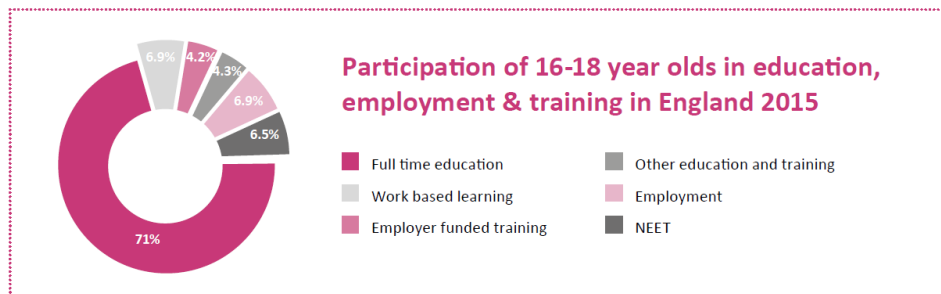 Participation of 16-18 year olds in education,
employment & training in England 2015
6.9%
4.2%
4.3%
6.9%
6.5%
71%
Full time education
Work based learning
Employer funded training
Other education and training
Employment
NEET